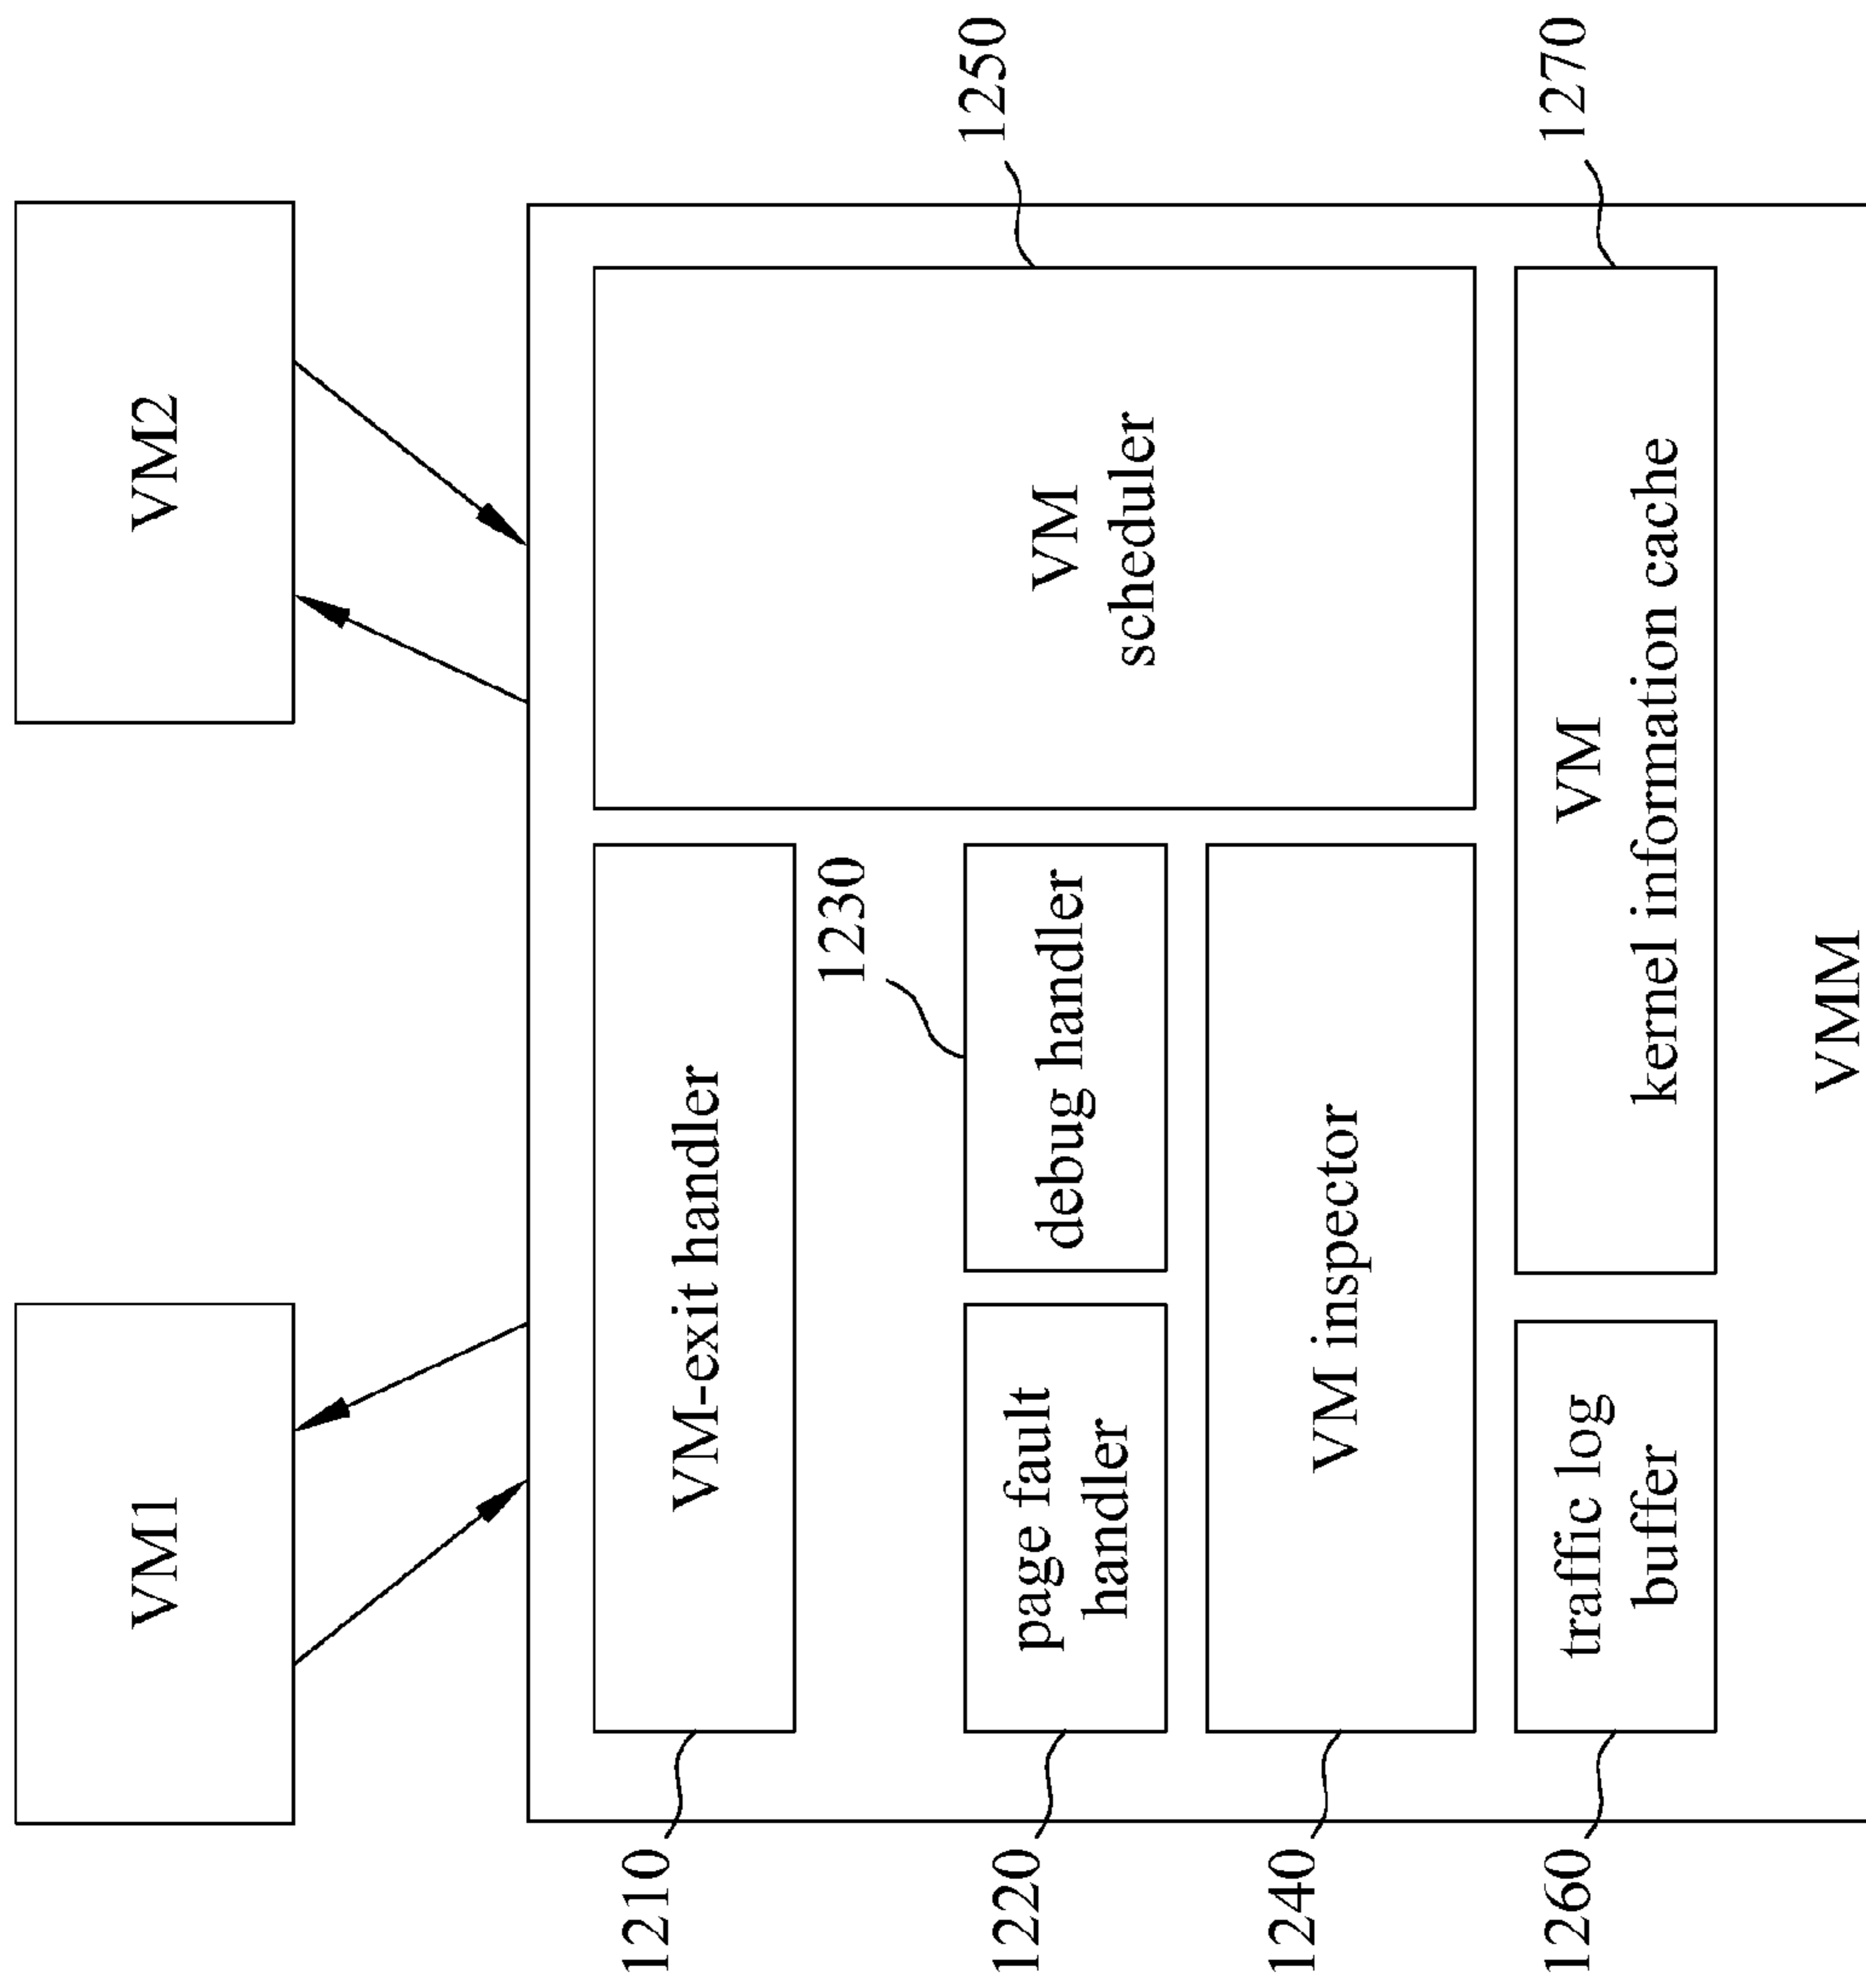 VM1
VM2
1210
VM-exit handler
1230
VM
scheduler
1250
1220
page fault
handler
debug handler
1240
VM inspector
1260
traffic log
buffer
VM
kernel information cache
1270
VMM